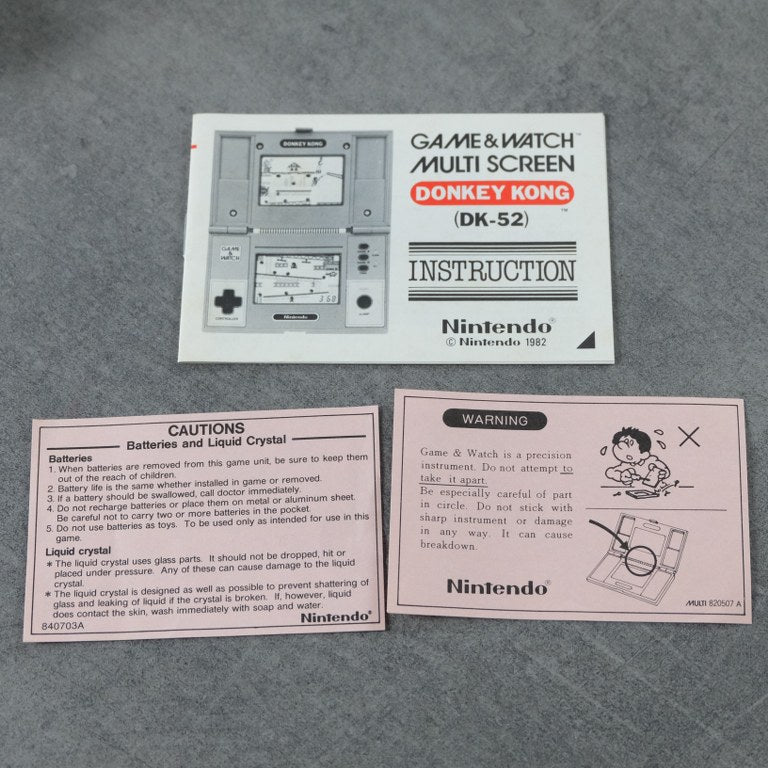 GAME & WATCH™
MULTI SCREEN
DONKEY KONG™
(DK-52)
INSTRUCTION
Nintendo®
© Nintendo 1982
DONKEY KONG
GAME
&
WATCH
360
CONTROLLER
Nintendo
JUMP
CAUTIONS
Batteries and Liquid Crystal
Batteries
1. When batteries are removed from this game unit, be sure to keep them
out of the reach of children.
2. Battery life is the same whether installed in game or removed.
3. If a battery should be swallowed, call doctor immediately.
4. Do not recharge batteries or place them on metal or aluminum sheet.
Be careful not to carry two or more batteries in the pocket.
5. Do not use batteries as toys. To be used only as intended for use in this
game.
Liquid crystal
* The liquid crystal uses glass parts. It should not be dropped, hit or
placed under pressure. Any of these can cause damage to the liquid
crystal.
* The liquid crystal is designed as well as possible to prevent shattering of
glass and leaking of liquid if the crystal is broken. If, however, liquid
does contact the skin, wash immediately with soap and water.
Nintendo®
840703A
WARNING
Game & Watch is a precision
instrument. Do not attempt to
take it apart.
Be especially careful of part
in circle. Do not stick with
sharp instrument or damage
in any way. It can cause
breakdown.
Nintendo®
MULTI 820507 A